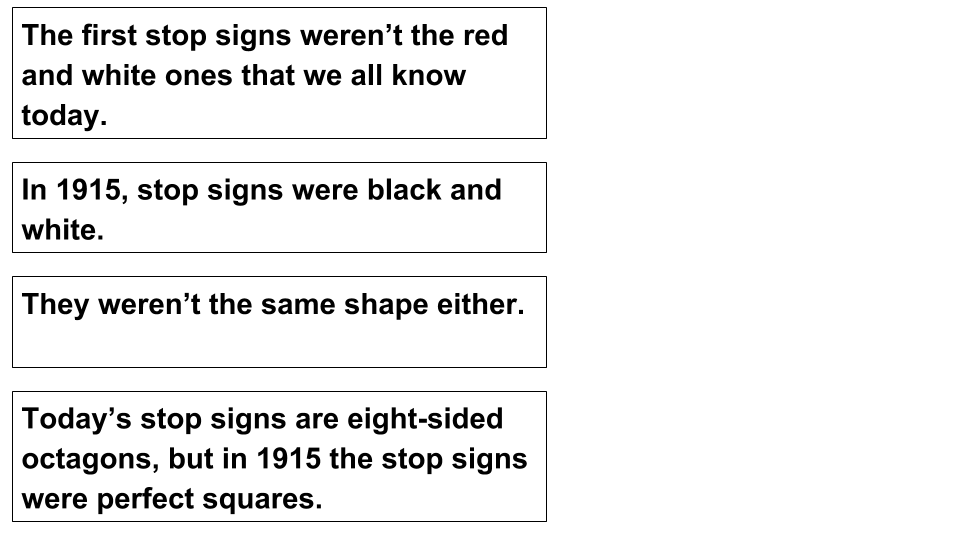 The first stop signs weren’t the red
and white ones that we all know
today.
In 1915, stop signs were black and
white.
They weren’t the same shape either.
Today’s stop signs are eight-sided
octagons, but in 1915 the stop signs
were perfect squares.